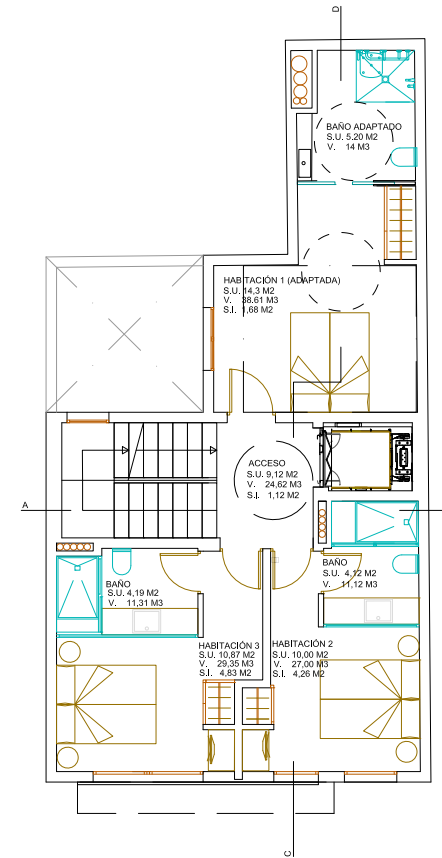 D
BAÑO ADAPTADO
S.U. 5.20 M2
V. 14 M3
HABITACIÓN 1 (ADAPTADA)
S.U. 14,3 M2
V. 38.61 M3
S.I. 1,68 M2
ACCESO
S.U. 9,12 M2
V. 24,62 M3
S.I. 1,12 M2
A
BAÑO
S.U. 4,19 M2
V. 11,31 M3
BAÑO
S.U. 4,12 M2
V. 11,12 M3
HABITACIÓN 3
S.U. 10,87 M2
V. 29,35 M3
S.I. 4,83 M2
HABITACIÓN 2
S.U. 10,00 M2
V. 27,00 M3
S.I. 4,26 M2
C